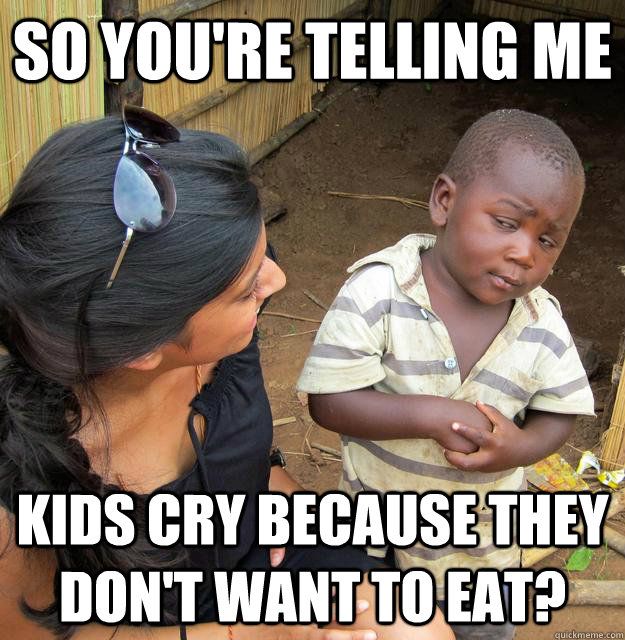 SO YOU'RE TELLING ME
KIDS CRY BECAUSE THEY
DON'T WANT TO EAT?
quickmeme.com